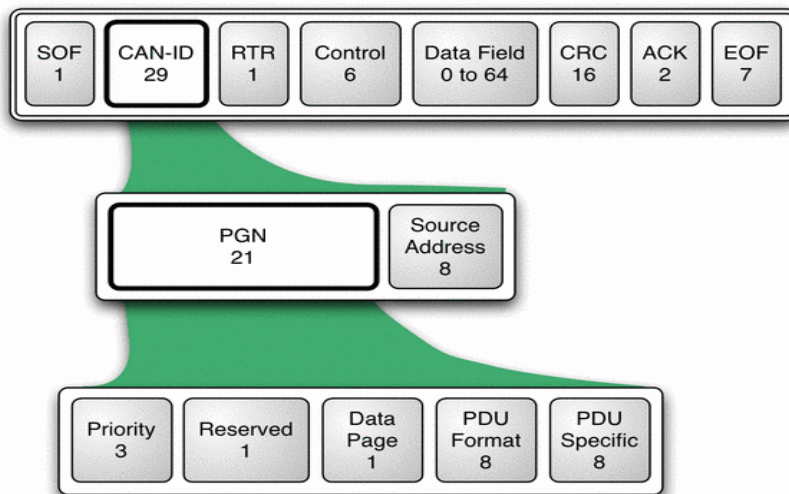 SOF
1
CAN-ID
29
RTR
1
Control
6
Data Field
0 to 64
CRC
16
ACK
2
EOF
7
PGN
21
Source
Address
8
Priority
3
Reserved
1
Data
Page
1
PDU
Format
8
PDU
Specific
8